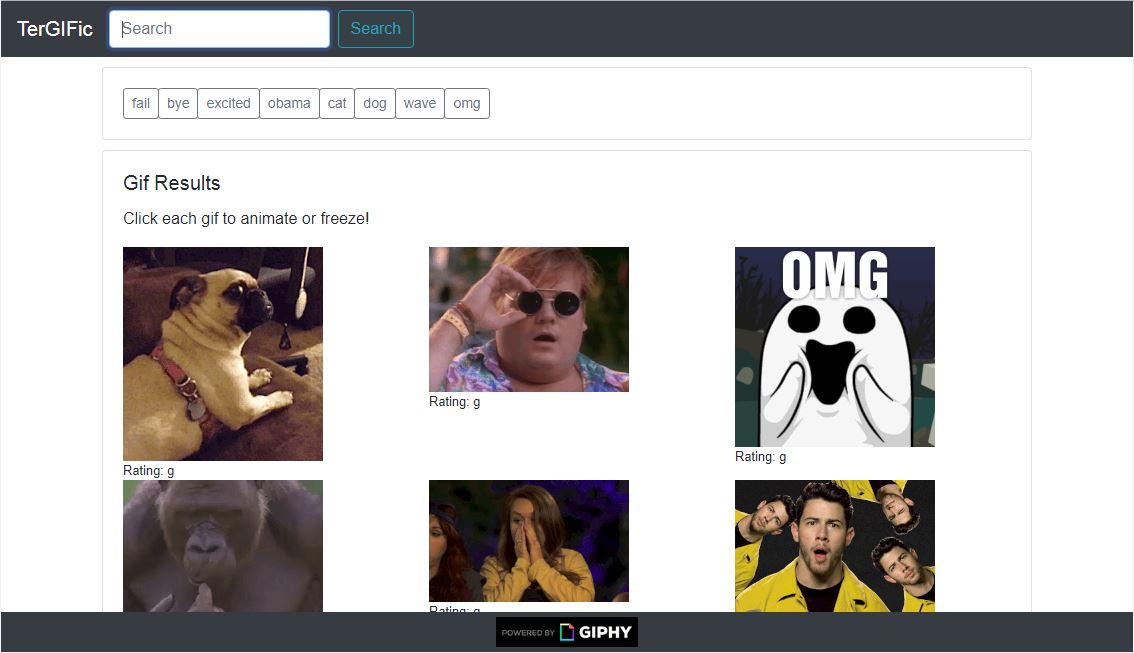 TerGIFic Search Search
fail bye excited obama cat dog wave omg
Gif Results
Click each gif to animate or freeze!
OMG
Rating: g
Rating: g
Rating: g
Rating: g
POWERED BY GIPHY